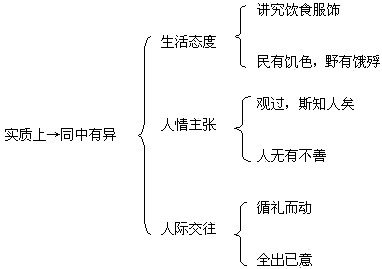 讲究饮食服饰
生活态度
民有饥色，野有饿殍
观过，斯知人矣
人情主张
实质上→同中有异
人无有不善
循礼而动
人际交往
全出已意